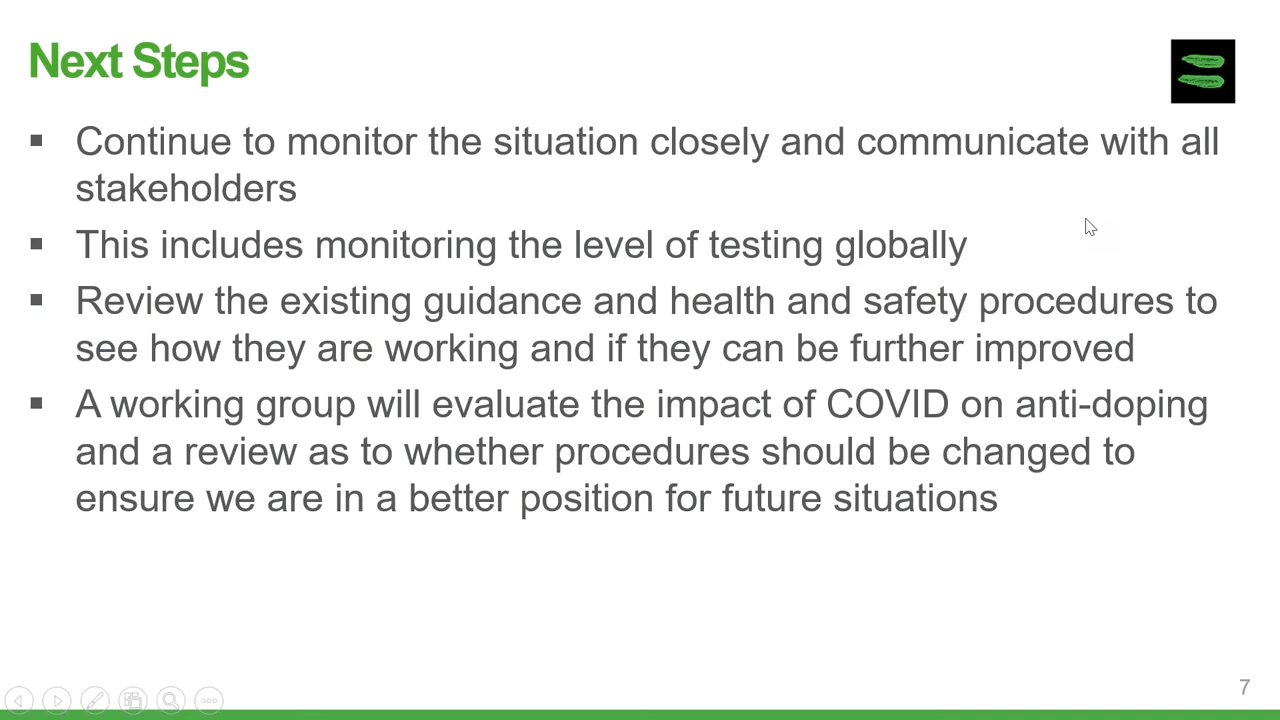 Next Steps
▪ Continue to monitor the situation closely and communicate with all
stakeholders
▪ This includes monitoring the level of testing globally
▪ Review the existing guidance and health and safety procedures to
see how they are working and if they can be further improved
▪ A working group will evaluate the impact of COVID on anti-doping
and a review as to whether procedures should be changed to
ensure we are in a better position for future situations
7